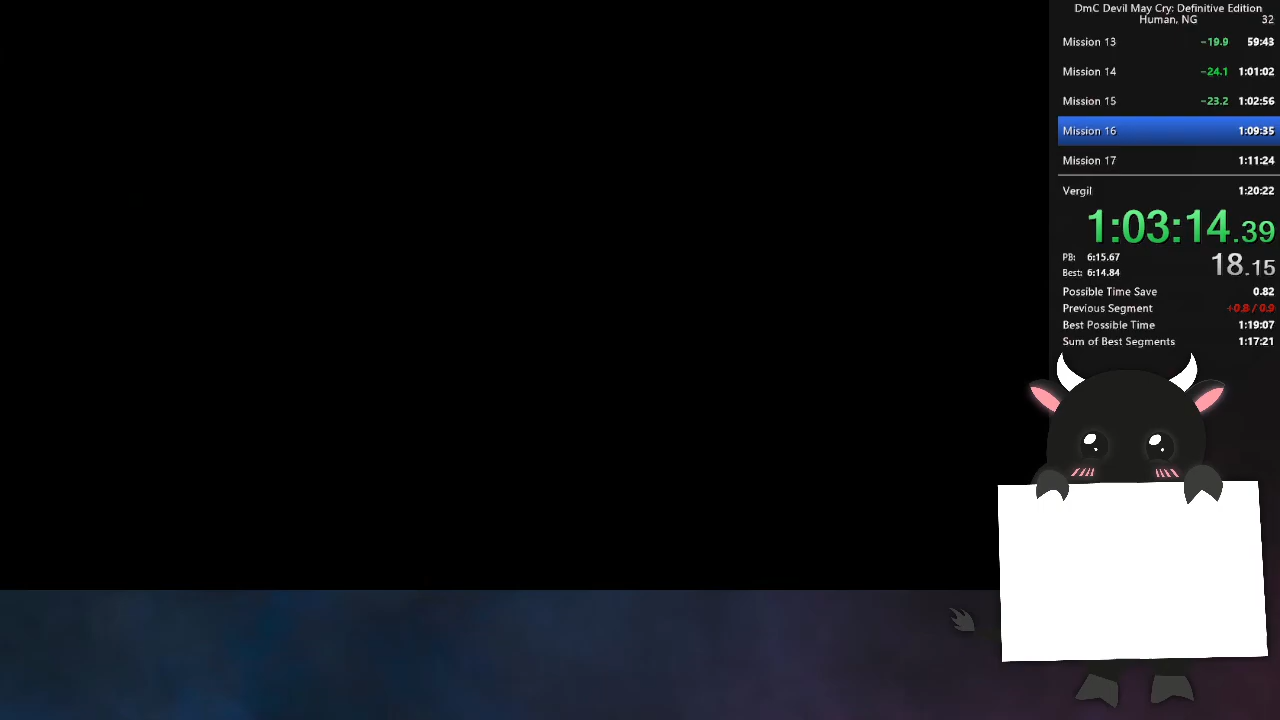 DmC Devil May Cry: Definitive Edition
Human, NG 32
Mission 13 -19.9 59:43
Mission 14 -24.1 1:01:02
Mission 15 -23.2 1:02:56
Mission 16 1:09:35
Mission 17 1:11:24
Vergil 1:20:22
1:03:14.39
PB: 6:15.67 18.15
Best: 6:14.84
Possible Time Save 0.82
Previous Segment +0.8 / 0.9
Best Possible Time 1:19:07
Sum of Best Segments 1:17:21